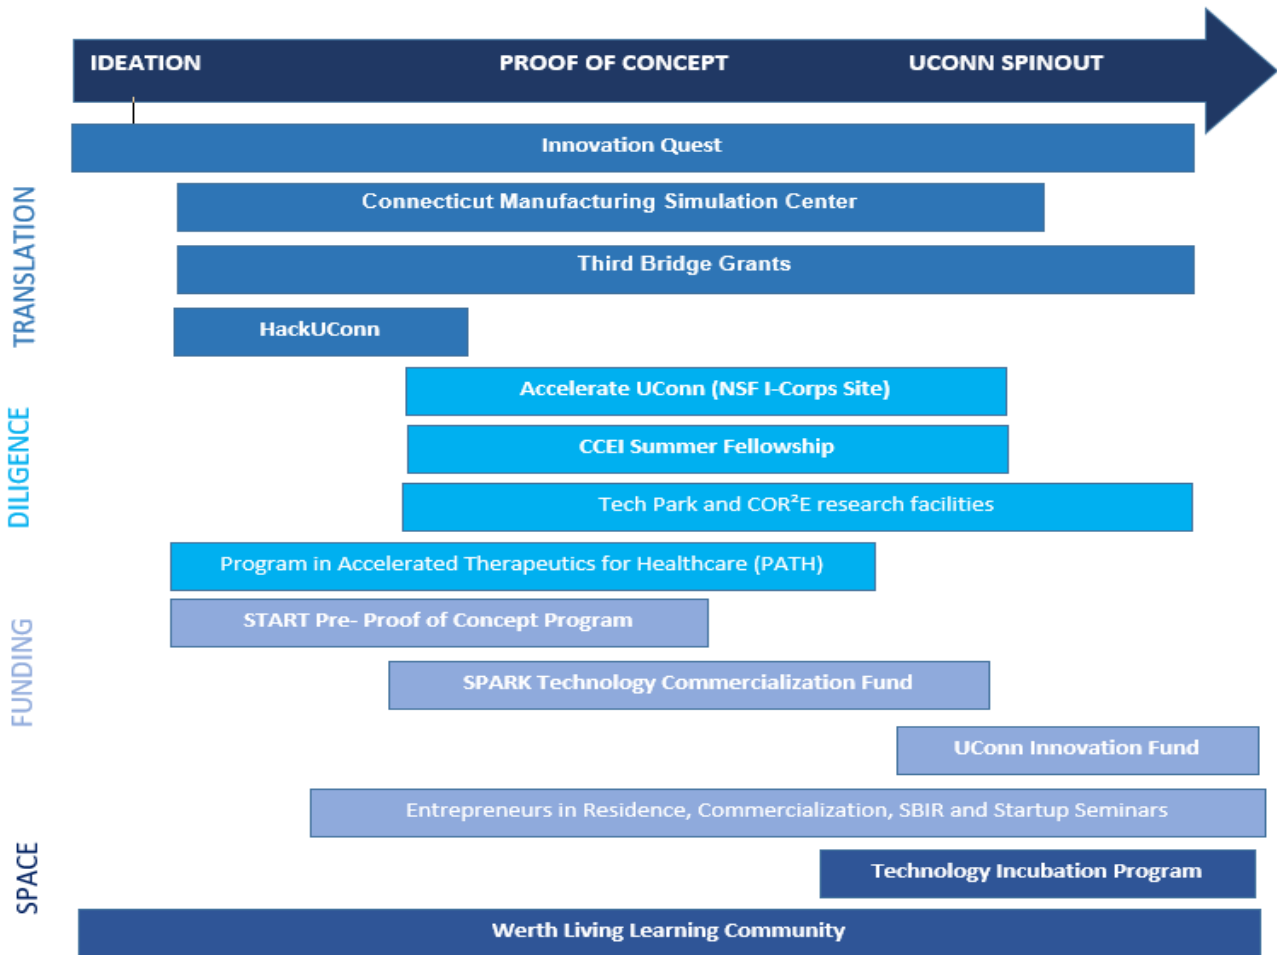 IDEATION PROOF OF CONCEPT UCONN SPINOUT
Innovation Quest
TRANSLATION
Connecticut Manufacturing Simulation Center
Third Bridge Grants
HackUConn
DILIGENCE
Accelerate UConn (NSF I-Corps Site)
CCEI Summer Fellowship
Tech Park and COR²E research facilities
Program in Accelerated Therapeutics for Healthcare (PATH)
FUNDING
START Pre- Proof of Concept Program
SPARK Technology Commercialization Fund
UConn Innovation Fund
Entrepreneurs in Residence, Commercialization, SBIR and Startup Seminars
SPACE
Technology Incubation Program
Werth Living Learning Community